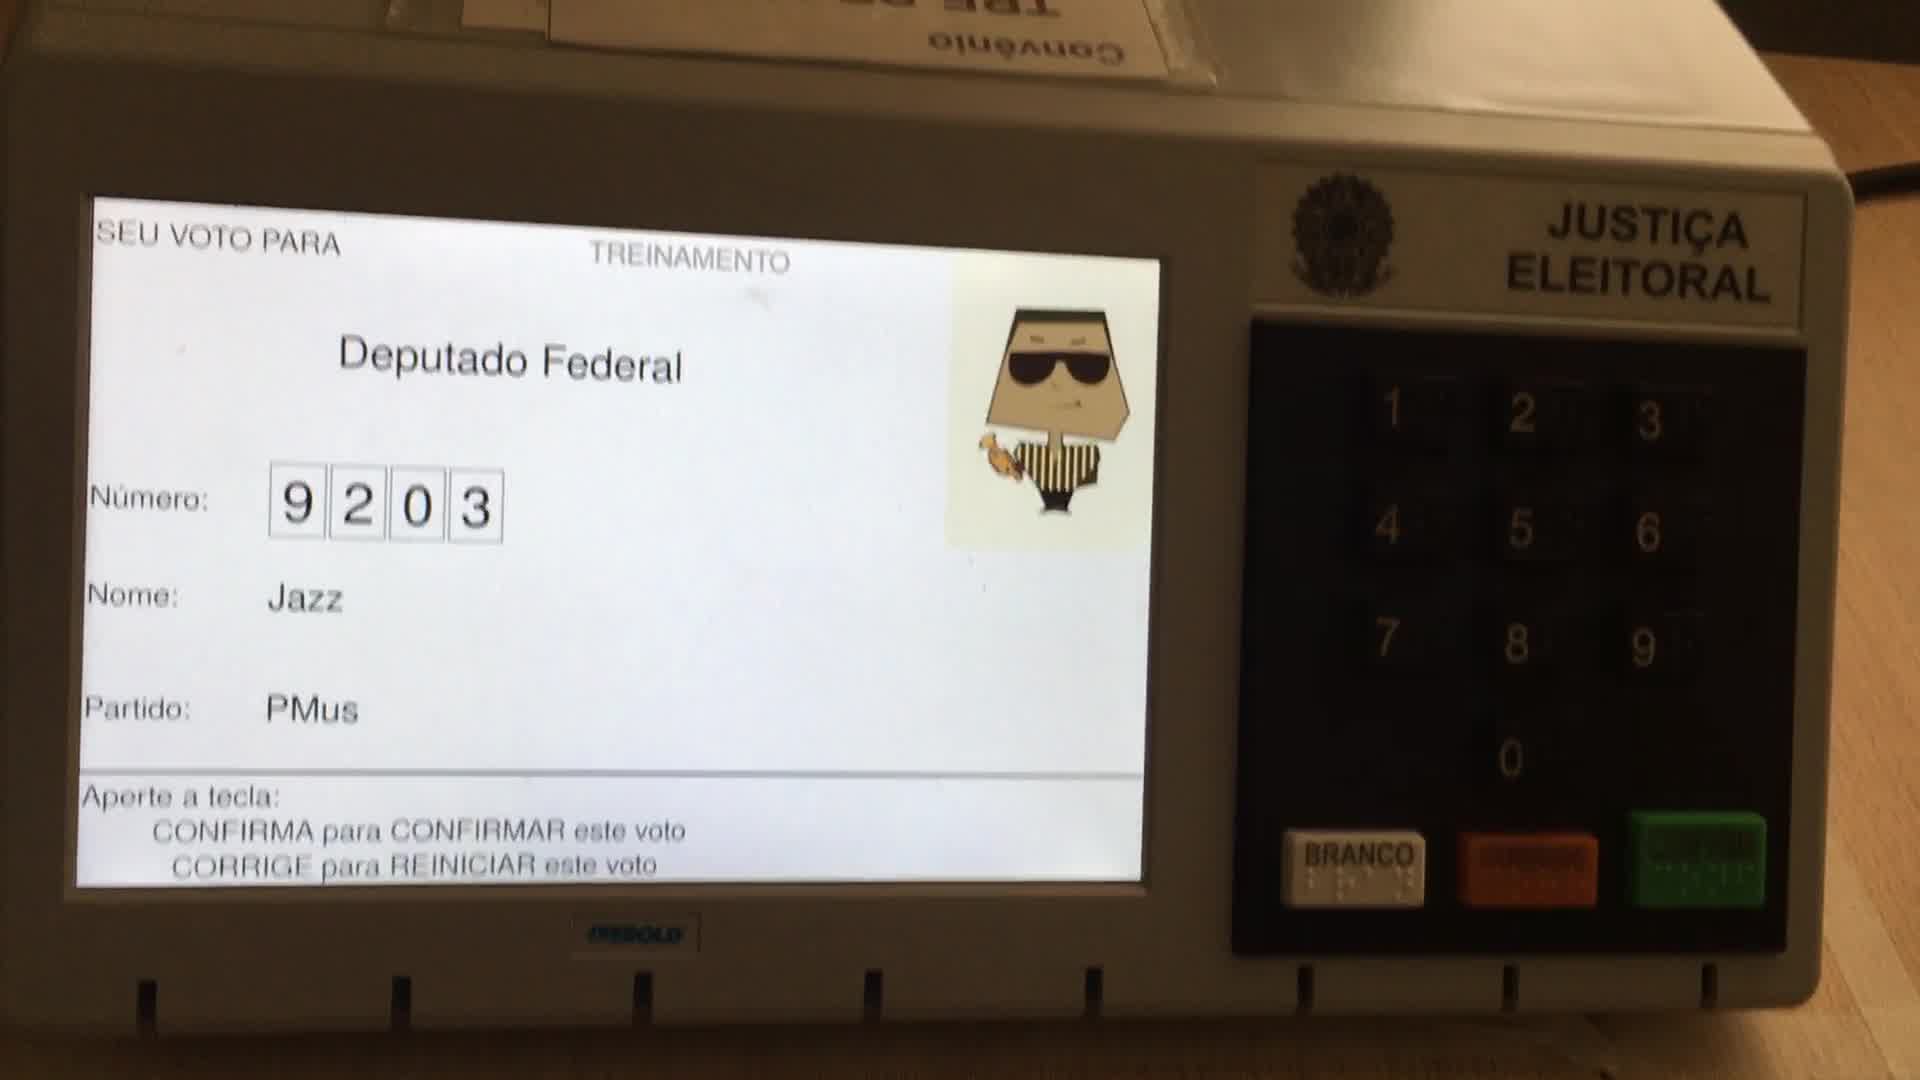 Convênio
SEU VOTO PARA
TREINAMENTO
Deputado Federal
Número: 9203
Nome: Jazz
Partido: PMus
Aperte a tecla:
CONFIRMA para CONFIRMAR este voto
CORRIGE para REINICIAR este voto
DIEBOLD
JUSTIÇA
ELEITORAL
1 2 3
4 5 6
7 8 9
0
BRANCO